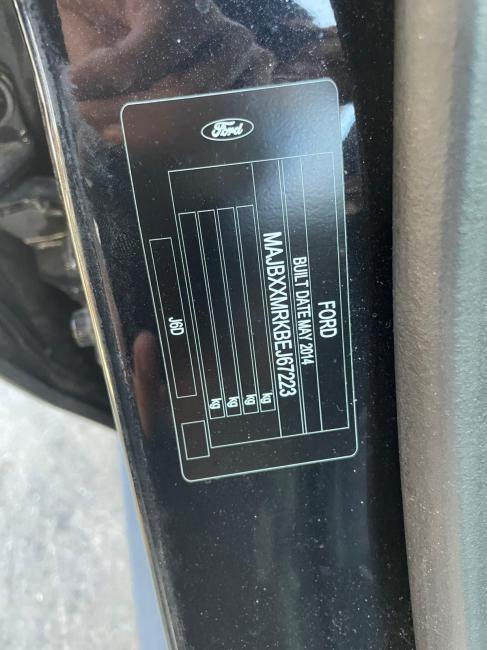 Ford
FORD
BUILT DATE MAY 2014
MAJBXXMRKBEJ67223
kg
kg
kg
kg
J6D